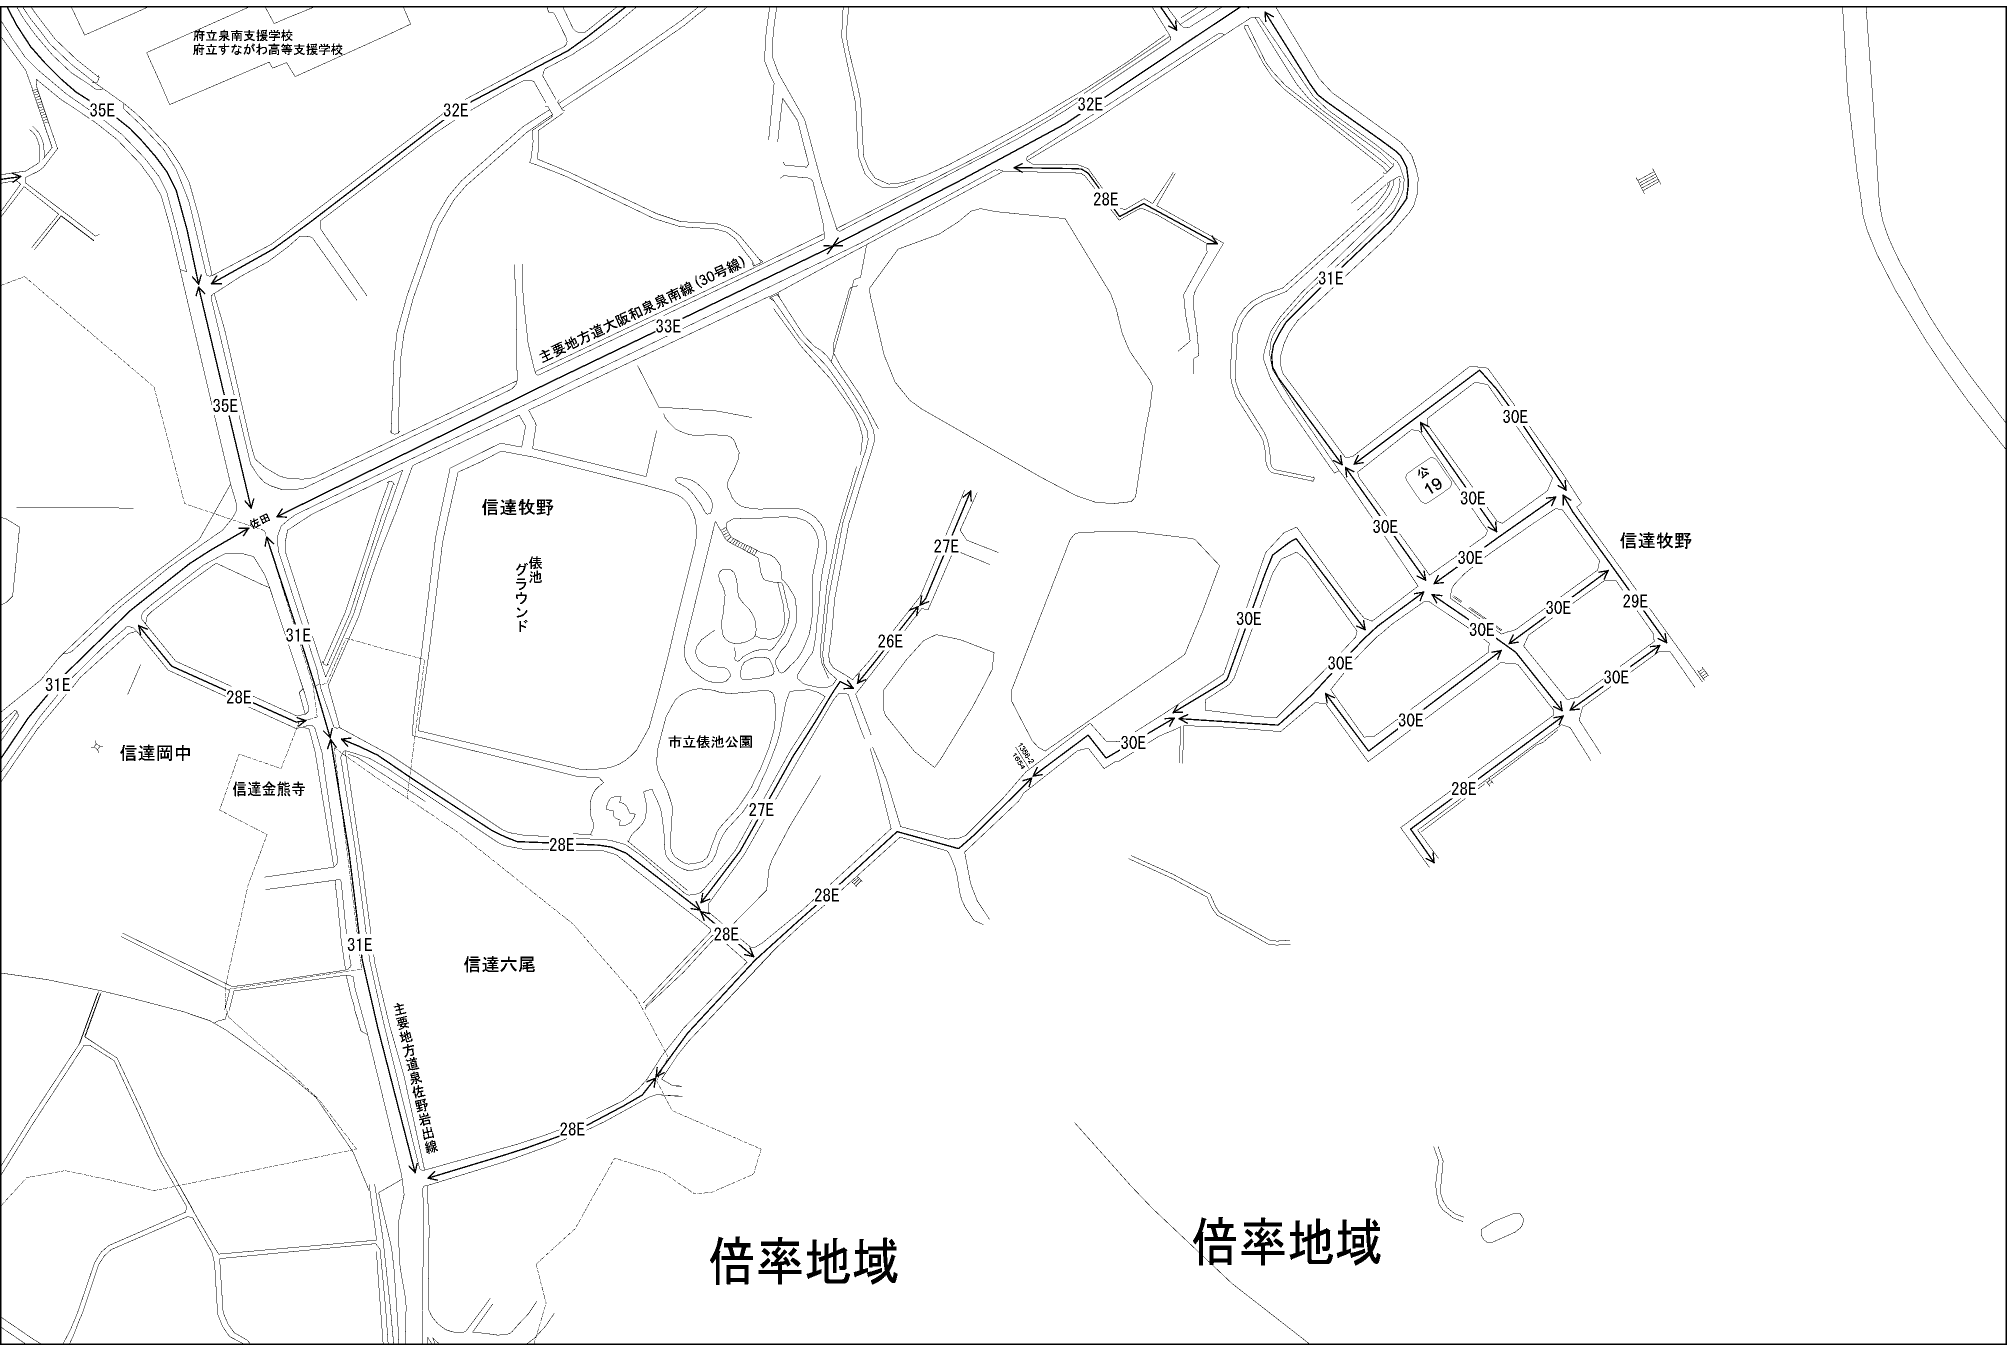 府立泉南支援学校
府立すながわ高等支援学校
35E
32E
32E
28E
31E
主要地方道大阪和泉泉南線(30号線)
33E
35E
30E
公
19
30E
30E
30E
信達牧野
佐田
信達牧野
俵池
グラウンド
27E
26E
30E
30E
29E
30E
30E
30E
30E
30E
31E
31E
28E
信達岡中
信達金熊寺
市立俵池公園
1386-2
1654
30E
28E
27E
28E
28E
28E
31E
信達六尾
主要地方道泉佐野岩出線
28E
倍率地域
倍率地域